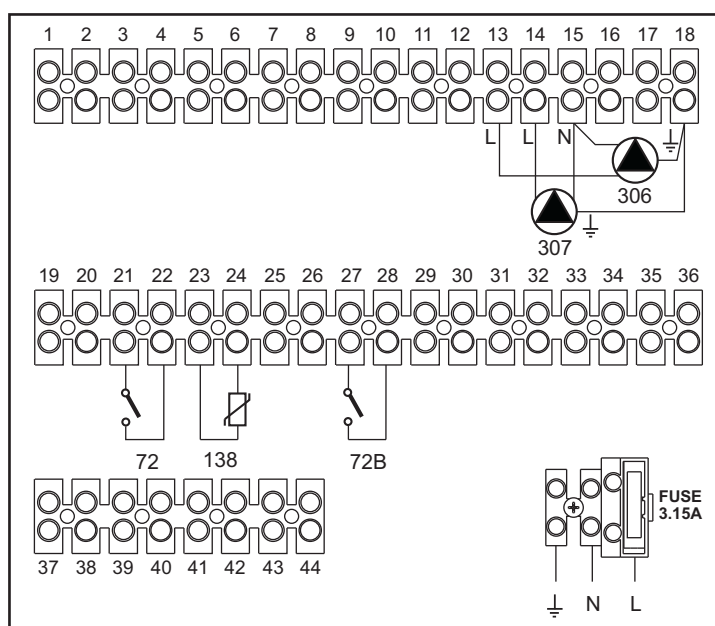 1 2 3 4 5 6 7 8 9 10 11 12 13 14 15 16 17 18
L L N
306
307
19 20 21 22 23 24 25 26 27 28 29 30 31 32 33 34 35 36
72 138 72B
FUSE
3.15A
37 38 39 40 41 42 43 44
N L